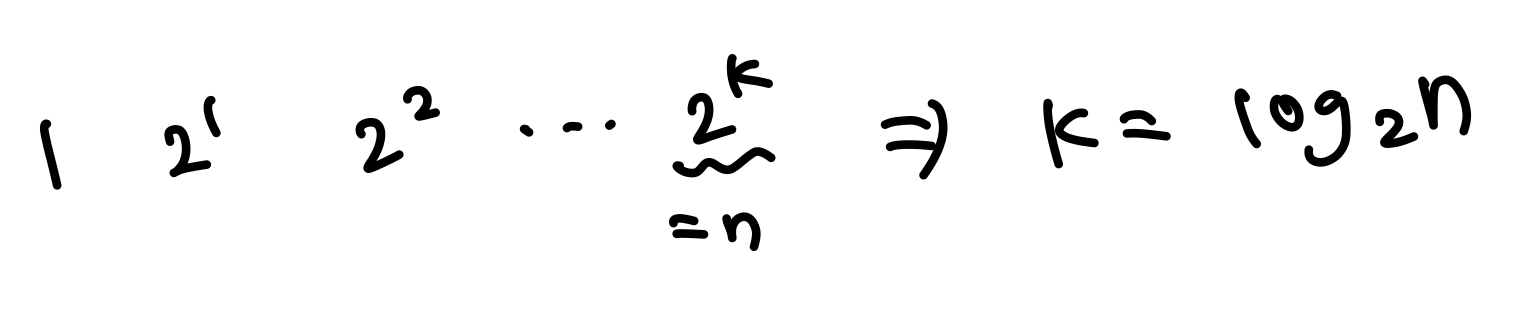 1 2¹ 2² ... 2ᵏ ⇒ k = log₂n
= n